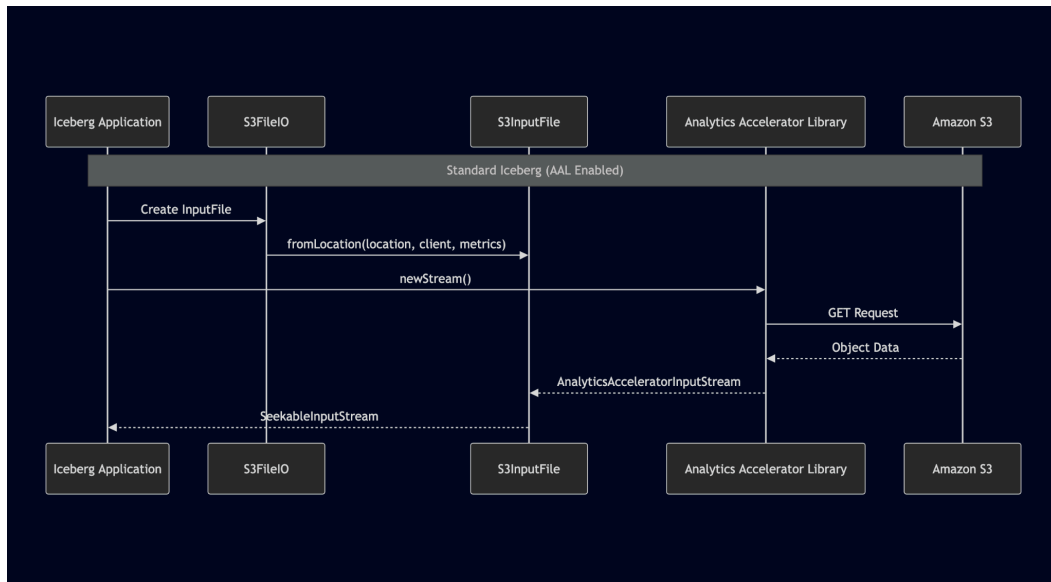 Iceberg Application
S3FileIO
S3InputFile
Analytics Accelerator Library
Amazon S3
Standard Iceberg (AAL Enabled)
Create InputFile
fromLocation(location, client, metrics)
newStream()
GET Request
Object Data
AnalyticsAcceleratorInputStream
SeekableInputStream
Iceberg Application
S3FileIO
S3InputFile
Analytics Accelerator Library
Amazon S3